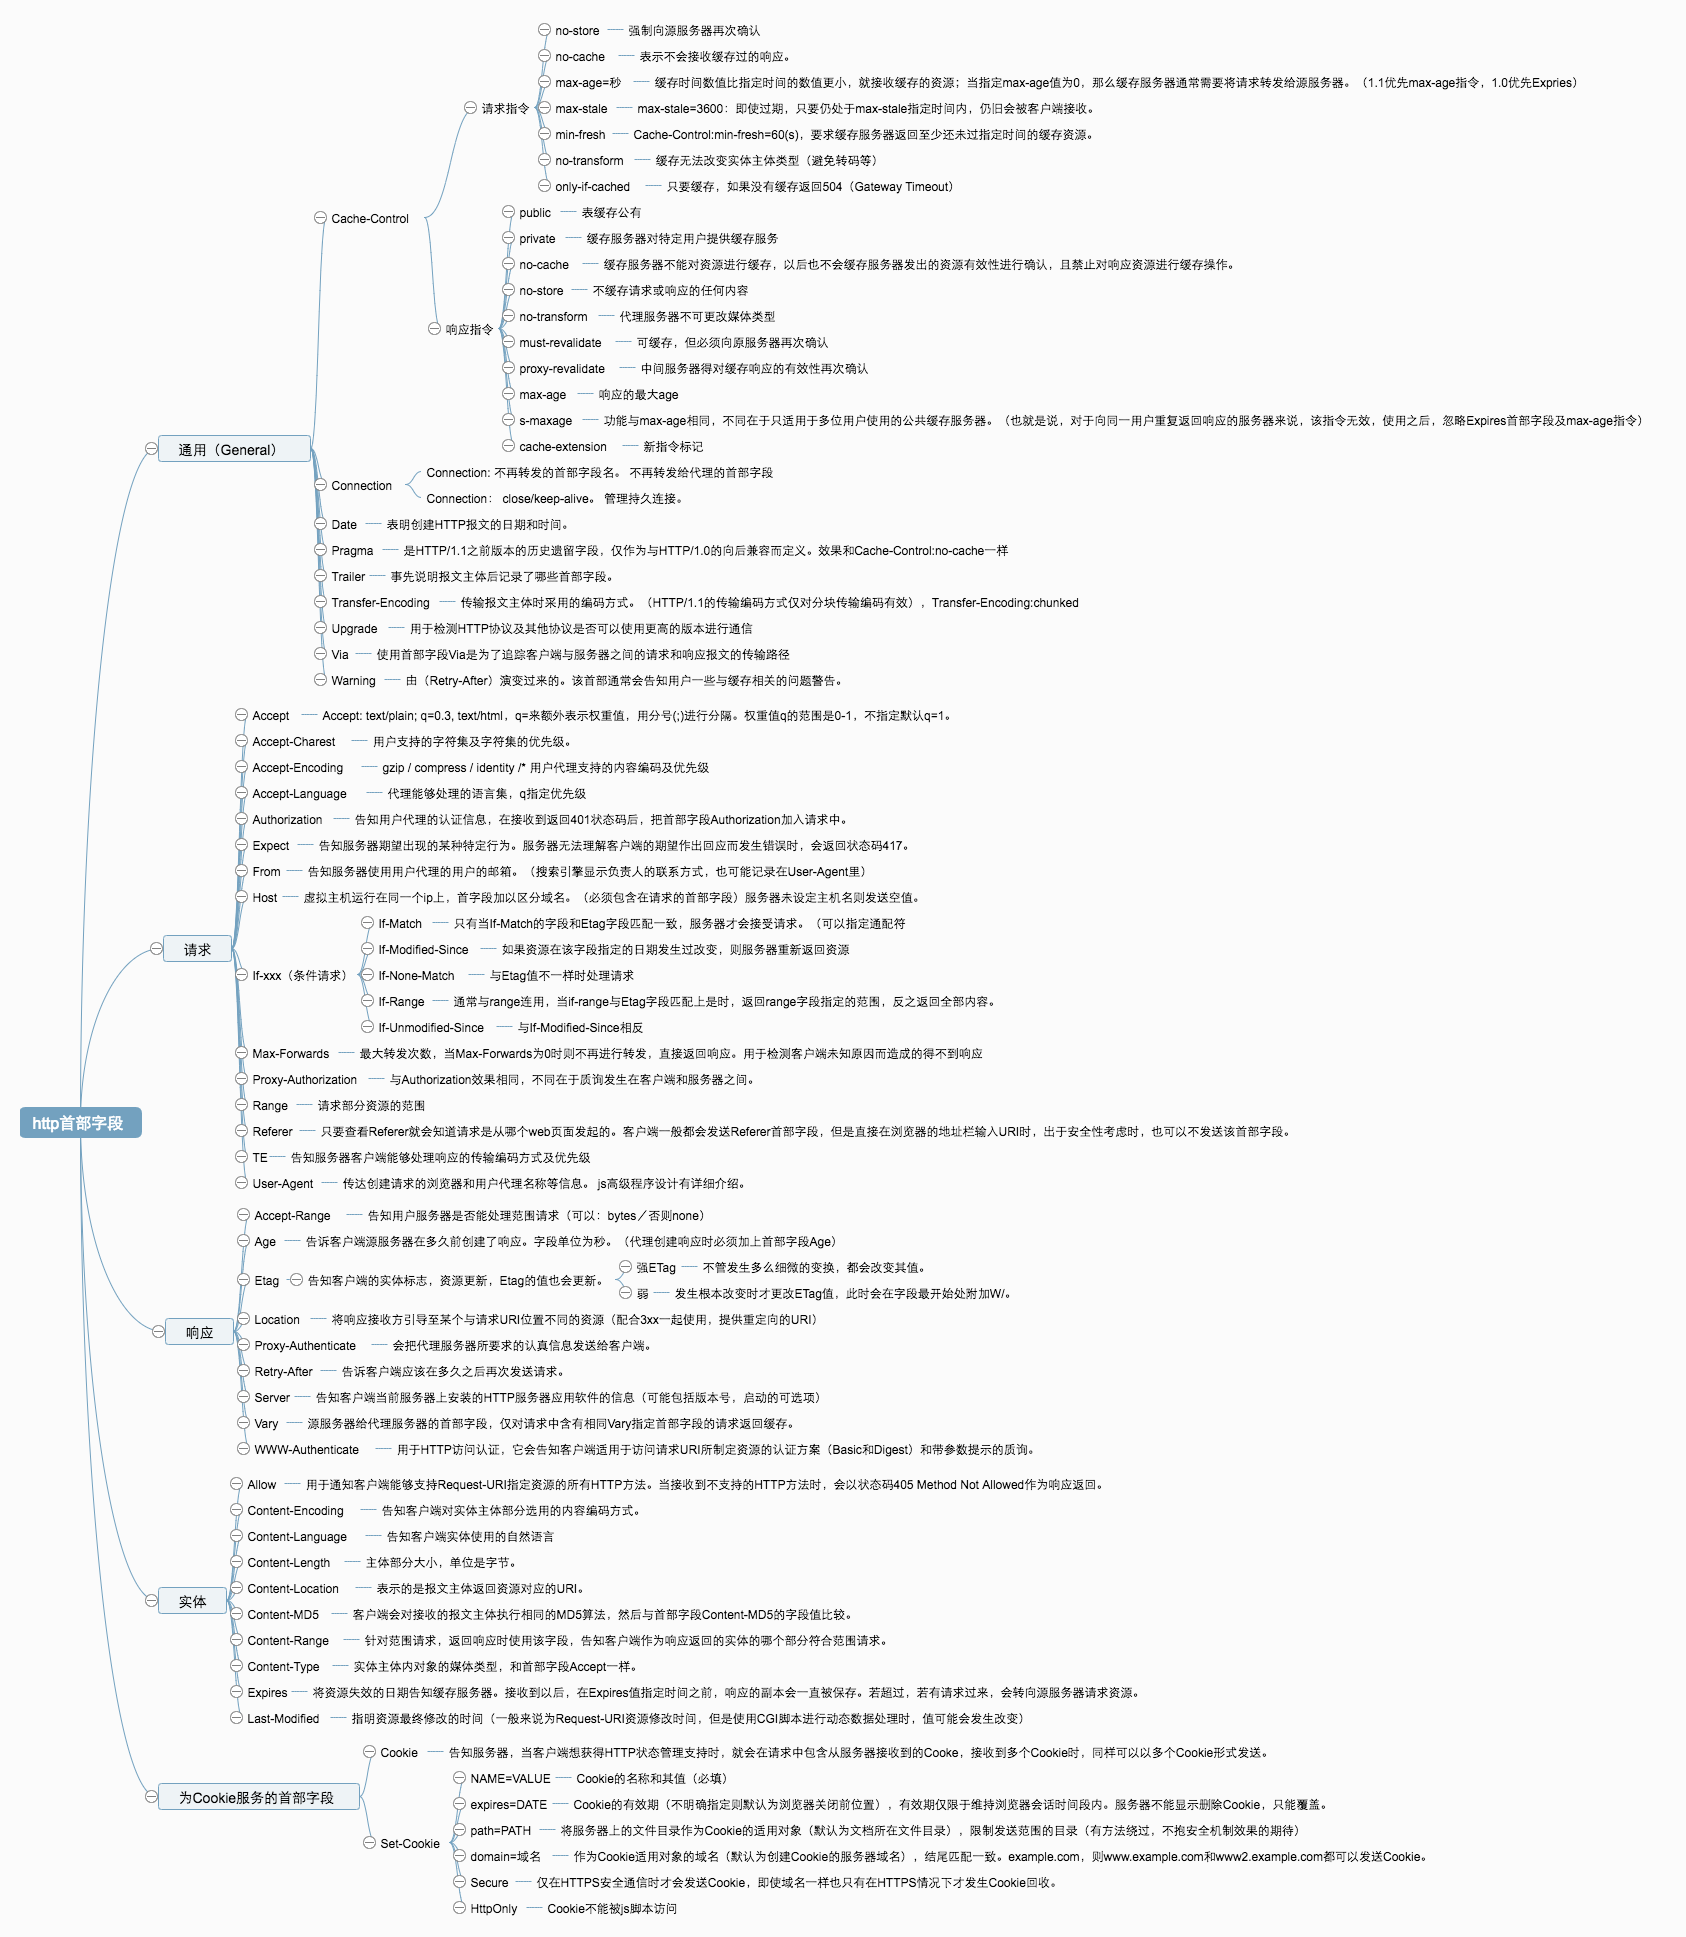 http首部字段
通用（General）
Cache-Control
请求指令
no-store 强制向源服务器再次确认
no-cache 表示不会接收缓存过的响应。
max-age=秒 缓存时间数值比指定时间的数值更小，就接收缓存的资源；当指定max-age值为0，那么缓存服务器通常需要将请求转发给源服务器。（1.1优先max-age指令，1.0优先Expries）
max-stale max-stale=3600：即使过期，只要仍处于max-stale指定时间内，仍旧会被客户端接收。
min-fresh Cache-Control:min-fresh=60(s)，要求缓存服务器返回至少还未过指定时间的缓存资源。
no-transform 缓存无法改变实体主体类型（避免转码等）
only-if-cached 只要缓存，如果没有缓存返回504（Gateway Timeout）
响应指令
public 表缓存公有
private 缓存服务器对特定用户提供缓存服务
no-cache 缓存服务器不能对资源进行缓存，以后也不会缓存服务器发出的资源有效性进行确认，且禁止对响应资源进行缓存操作。
no-store 不缓存请求或响应的任何内容
no-transform 代理服务器不可更改媒体类型
must-revalidate 可缓存，但必须向原服务器再次确认
proxy-revalidate 中间服务器得对缓存响应的有效性再次确认
max-age 响应的最大age
s-maxage 功能与max-age相同，不同在于只适用于多位用户使用的公共缓存服务器。（也就是说，对于向同一用户重复返回响应的服务器来说，该指令无效，使用之后，忽略Expires首部字段及max-age指令）
cache-extension 新指令标记
Connection
Connection: 不再转发的首部字段名。 不再转发给代理的首部字段
Connection： close/keep-alive。 管理持久连接。
Date 表明创建HTTP报文的日期和时间。
Pragma 是HTTP/1.1之前版本的历史遗留字段，仅作为与HTTP/1.0的向后兼容而定义。效果和Cache-Control:no-cache一样
Trailer 事先说明报文主体后记录了哪些首部字段。
Transfer-Encoding 传输报文主体时采用的编码方式。（HTTP/1.1的传输编码方式仅对分块传输编码有效），Transfer-Encoding:chunked
Upgrade 用于检测HTTP协议及其他协议是否可以使用更高的版本进行通信
Via 使用首部字段Via是为了追踪客户端与服务器之间的请求和响应报文的传输路径
Warning 由（Retry-After）演变过来的。该首部通常会告知用户一些与缓存相关的问题警告。
请求
Accept Accept: text/plain; q=0.3, text/html，q=来额外表示权重值，用分号(;)进行分隔。权重值q的范围是0-1，不指定默认q=1。
Accept-Charest 用户支持的字符集及字符集的优先级。
Accept-Encoding gzip / compress / identity /* 用户代理支持的内容编码及优先级
Accept-Language 代理能够处理的语言集，q指定优先级
Authorization 告知用户代理的认证信息，在接收到返回401状态码后，把首部字段Authorization加入请求中。
Expect 告知服务器期望出现的某种特定行为。服务器无法理解客户端的期望作出回应而发生错误时，会返回状态码417。
From 告知服务器使用用户代理的用户的邮箱。（搜索引擎显示负责人的联系方式，也可能记录在User-Agent里）
Host 虚拟主机运行在同一个ip上，首字段加以区分域名。（必须包含在请求的首部字段）服务器未设定主机名则发送空值。
If-xxx（条件请求）
If-Match 只有当If-Match的字段和Etag字段匹配一致，服务器才会接受请求。（可以指定通配符
If-Modified-Since 如果资源在该字段指定的日期发生过改变，则服务器重新返回资源
If-None-Match 与Etag值不一样时处理请求
If-Range 通常与range连用，当if-range与Etag字段匹配上是时，返回range字段指定的范围，反之返回全部内容。
If-Unmodified-Since 与If-Modified-Since相反
Max-Forwards 最大转发次数，当Max-Forwards为0时则不再进行转发，直接返回响应。用于检测客户端未知原因而造成的得不到响应
Proxy-Authorization 与Authorization效果相同，不同在于质询发生在客户端和服务器之间。
Range 请求部分资源的范围
Referer 只要查看Referer就会知道请求是从哪个web页面发起的。客户端一般都会发送Referer首部字段，但是直接在浏览器的地址栏输入URI时，出于安全性考虑时，也可以不发送该首部字段。
TE 告知服务器客户端能够处理响应的传输编码方式及优先级
User-Agent 传达创建请求的浏览器和用户代理名称等信息。 js高级程序设计有详细介绍。
响应
Accept-Range 告知用户服务器是否能处理范围请求（可以：bytes／否则none）
Age 告诉客户端源服务器在多久前创建了响应。字段单位为秒。（代理创建响应时必须加上首部字段Age）
Etag 告知客户端的实体标志，资源更新，Etag的值也会更新。
强ETag 不管发生多么细微的变换，都会改变其值。
弱 发生根本改变时才更改ETag值，此时会在字段最开始处附加W/。
Location 将响应接收方引导至某个与请求URI位置不同的资源（配合3xx一起使用，提供重定向的URI）
Proxy-Authenticate 会把代理服务器所要求的认真信息发送给客户端。
Retry-After 告诉客户端应该在多久之后再次发送请求。
Server 告知客户端当前服务器上安装的HTTP服务器应用软件的信息（可能包括版本号，启动的可选项）
Vary 源服务器给代理服务器的首部字段，仅对请求中含有相同Vary指定首部字段的请求返回缓存。
WWW-Authenticate 用于HTTP访问认证，它会告知客户端适用于访问请求URI所制定资源的认证方案（Basic和Digest）和带参数提示的质询。
实体
Allow 用于通知客户端能够支持Request-URI指定资源的所有HTTP方法。当接收到不支持的HTTP方法时，会以状态码405 Method Not Allowed作为响应返回。
Content-Encoding 告知客户端对实体主体部分选用的内容编码方式。
Content-Language 告知客户端实体使用的自然语言
Content-Length 主体部分大小，单位是字节。
Content-Location 表示的是报文主体返回资源对应的URI。
Content-MD5 客户端会对接收的报文主体执行相同的MD5算法，然后与首部字段Content-MD5的字段值比较。
Content-Range 针对范围请求，返回响应时使用该字段，告知客户端作为响应返回的实体的哪个部分符合范围请求。
Content-Type 实体主体内对象的媒体类型，和首部字段Accept一样。
Expires 将资源失效的日期告知缓存服务器。接收到以后，在Expires值指定时间之前，响应的副本会一直被保存。若超过，若有请求过来，会转向源服务器请求资源。
Last-Modified 指明资源最终修改的时间（一般来说为Request-URI资源修改时间，但是使用CGI脚本进行动态数据处理时，值可能会发生改变）
为Cookie服务的首部字段
Cookie 告知服务器，当客户端想获得HTTP状态管理支持时，就会在请求中包含从服务器接收到的Cooke，接收到多个Cookie时，同样可以以多个Cookie形式发送。
Set-Cookie
NAME=VALUE Cookie的名称和其值（必填）
expires=DATE Cookie的有效期（不明确指定则默认为浏览器关闭前位置），有效期仅限于维持浏览器会话时间段内。服务器不能显示删除Cookie，只能覆盖。
path=PATH 将服务器上的文件目录作为Cookie的适用对象（默认为文档所在文件目录），限制发送范围的目录（有方法绕过，不抱安全机制效果的期待）
domain=域名 作为Cookie适用对象的域名（默认为创建Cookie的服务器域名），结尾匹配一致。example.com，则www.example.com和www2.example.com都可以发送Cookie。
Secure 仅在HTTPS安全通信时才会发送Cookie，即使域名一样也只有在HTTPS情况下才发生Cookie回收。
HttpOnly Cookie不能被js脚本访问